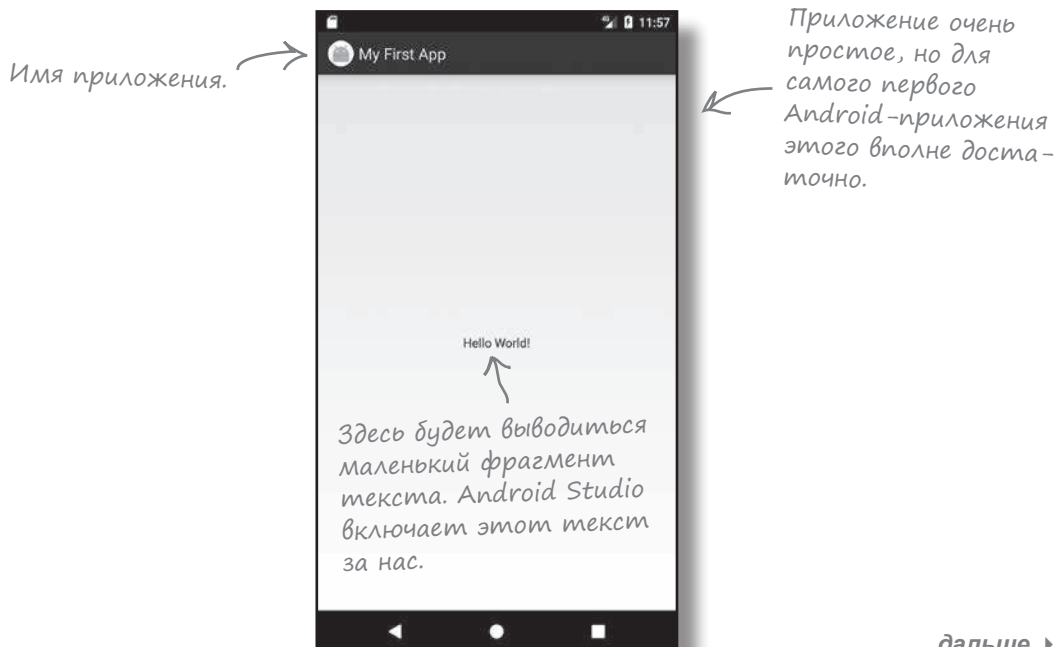 11:57
My First App
Имя приложения.
Приложение очень
простое, но для
самого первого
Android-приложения
этого вполне доста-
точно.
Hello World!
Здесь будет выводиться
маленький фрагмент
текста. Android Studio
включает этот текст
за нас.
дальше